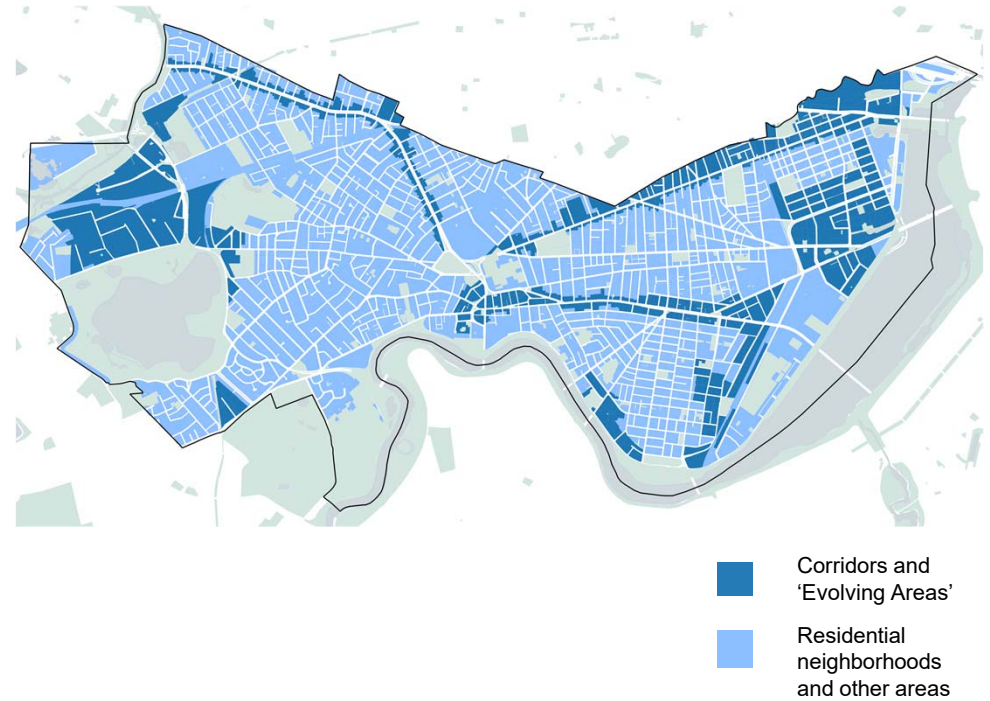 Corridors and
‘Evolving Areas’
Residential
neighborhoods
and other areas